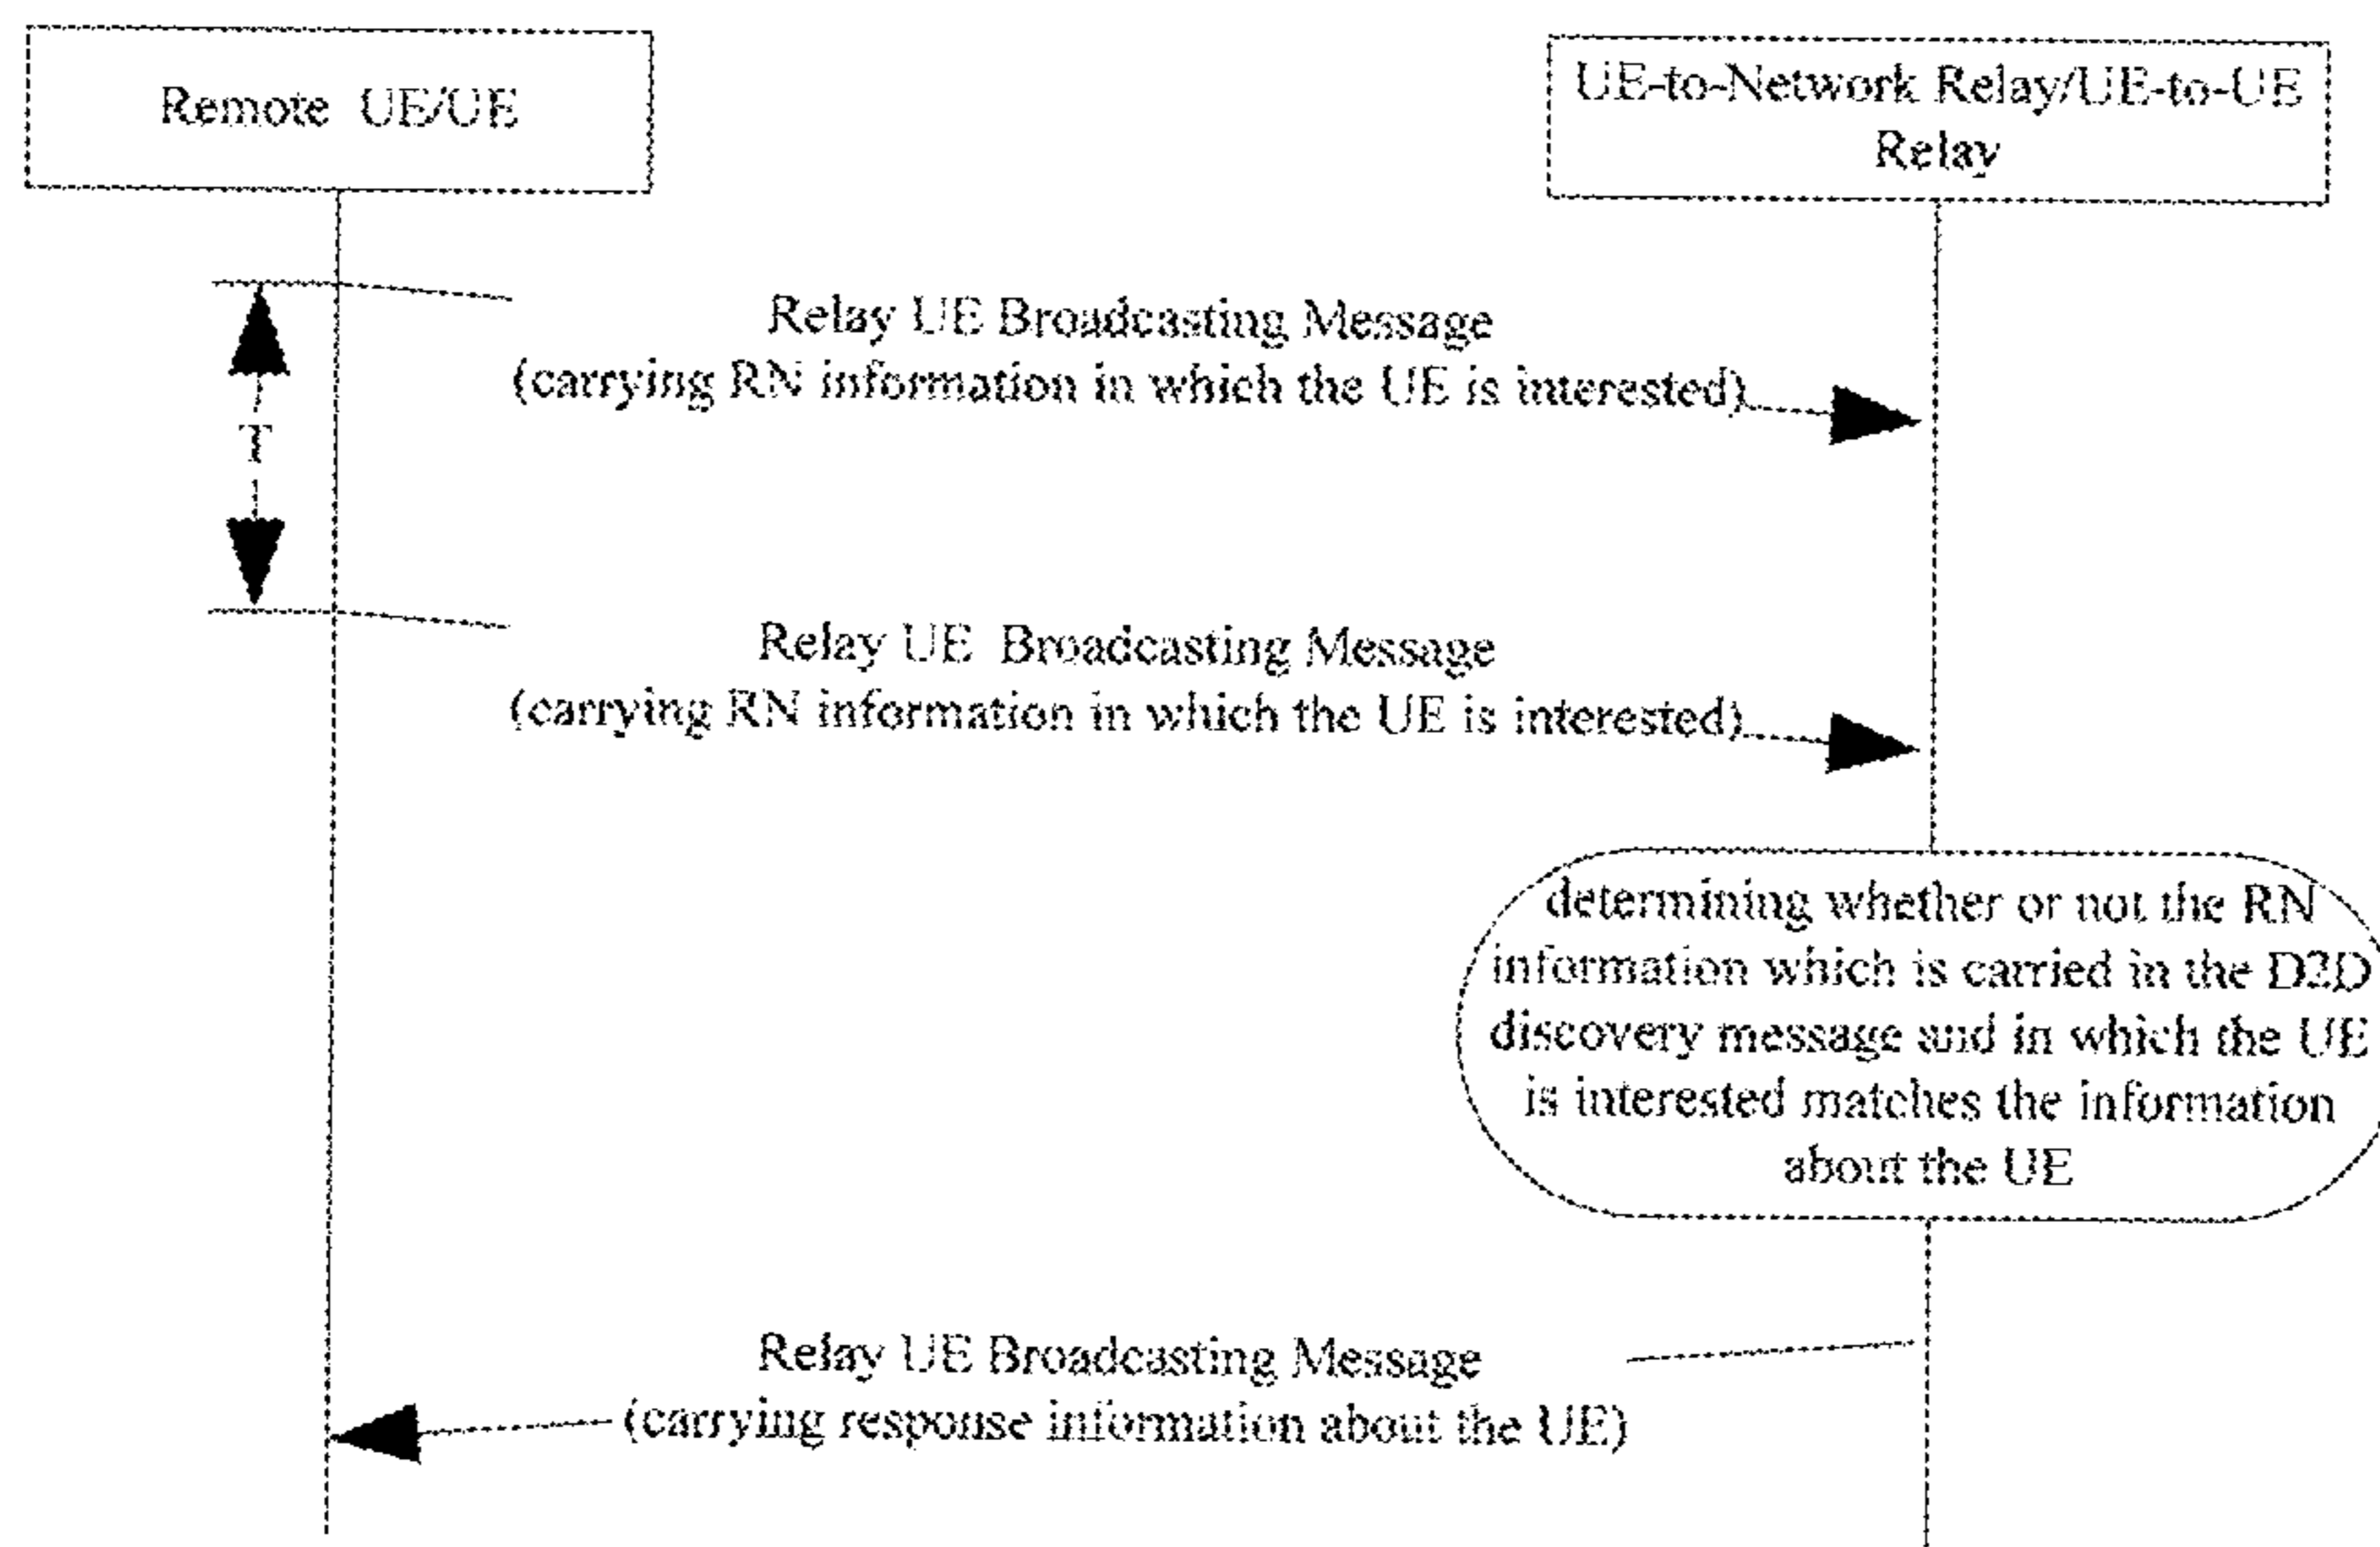 Remote UE/UE
UE-to-Network Relay/UE-to-UE
Relay
Relay UE Broadcasting Message
(carrying RN information in which the UE is interested)
T
Relay UE Broadcasting Message
(carrying RN information in which the UE is interested)
determining whether or not the RN
information which is carried in the D2D
discovery message and in which the UE
is interested matches the information
about the UE
Relay UE Broadcasting Message
(carrying response information about the UE)